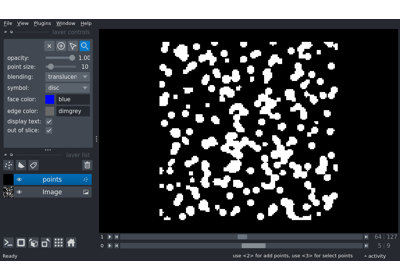 File View Plugins Window Help
layer controls
opacity: 1.00
point size: 10
blending: translucen
symbol: disc
face color: blue
edge color: dimgrey
display text:
out of slice:
layer list
points
Image
1 64 127
0 5 9
Ready use <2> for add points, use <3> for select points activity